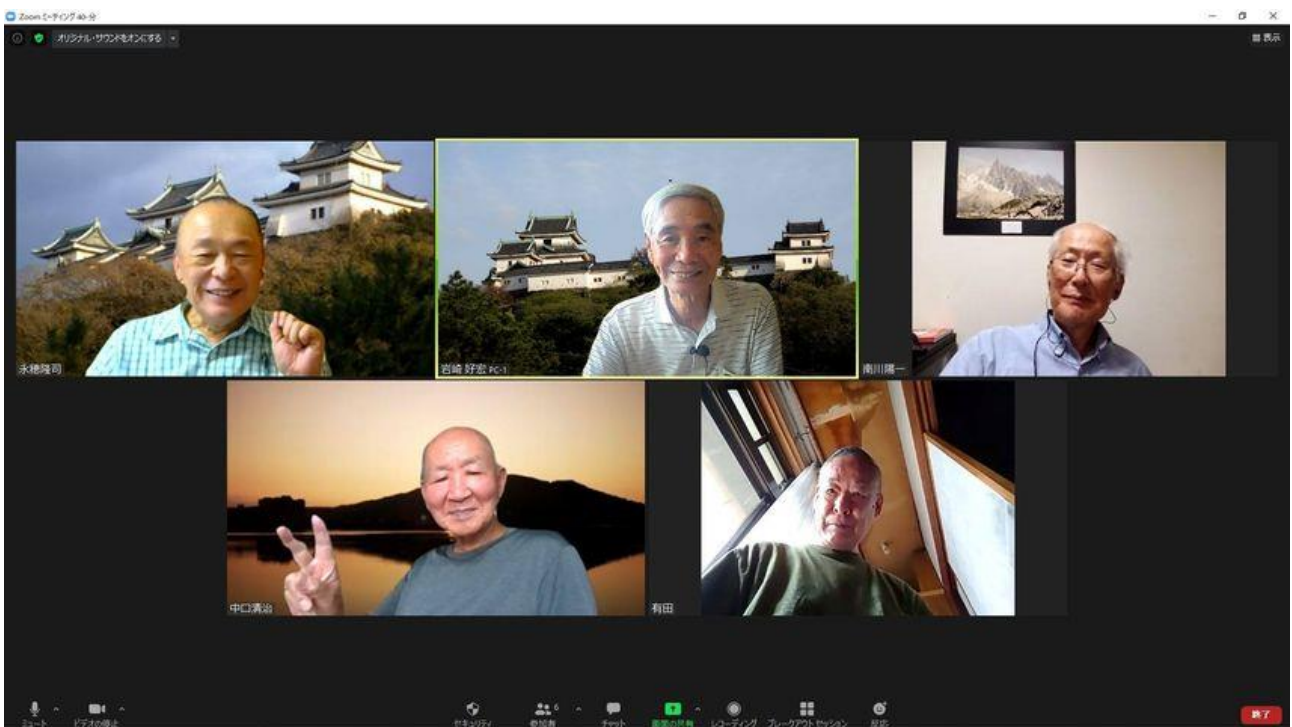 Zoom ミーティング 40-分
オリジナル・サウンドをオンにする
表示
永穂隆司
岩崎 好宏 PC-1
南川陽一
中口清治
有田
ミュート
ビデオの停止
セキュリティ
参加者 6
チャット
画面の共有
レコーディング
ブレークアウト セッション
反応
終了